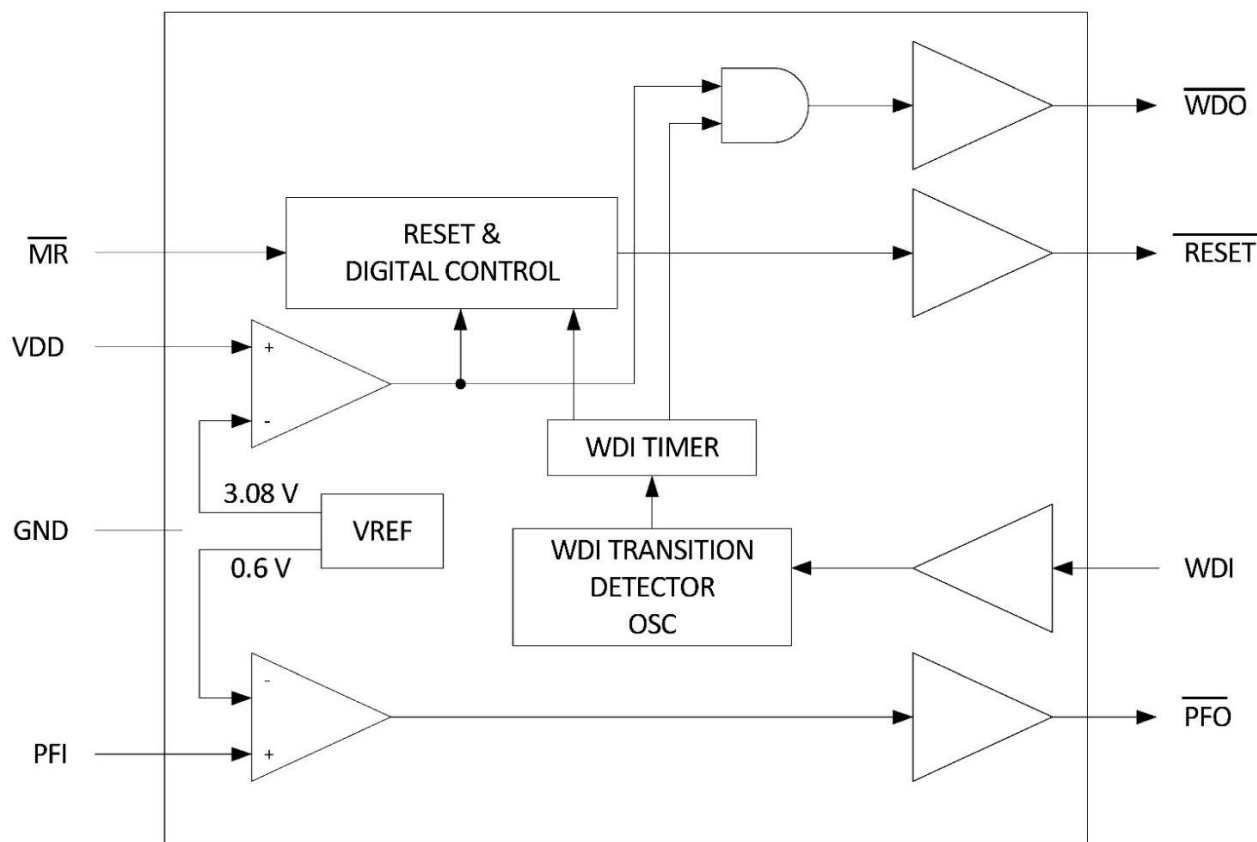 WDO
MR
RESET &
DIGITAL CONTROL
RESET
VDD
+
-
WDI TIMER
3.08 V
GND
VREF
0.6 V
WDI TRANSITION
DETECTOR
OSC
WDI
-
+
PFI
PFO